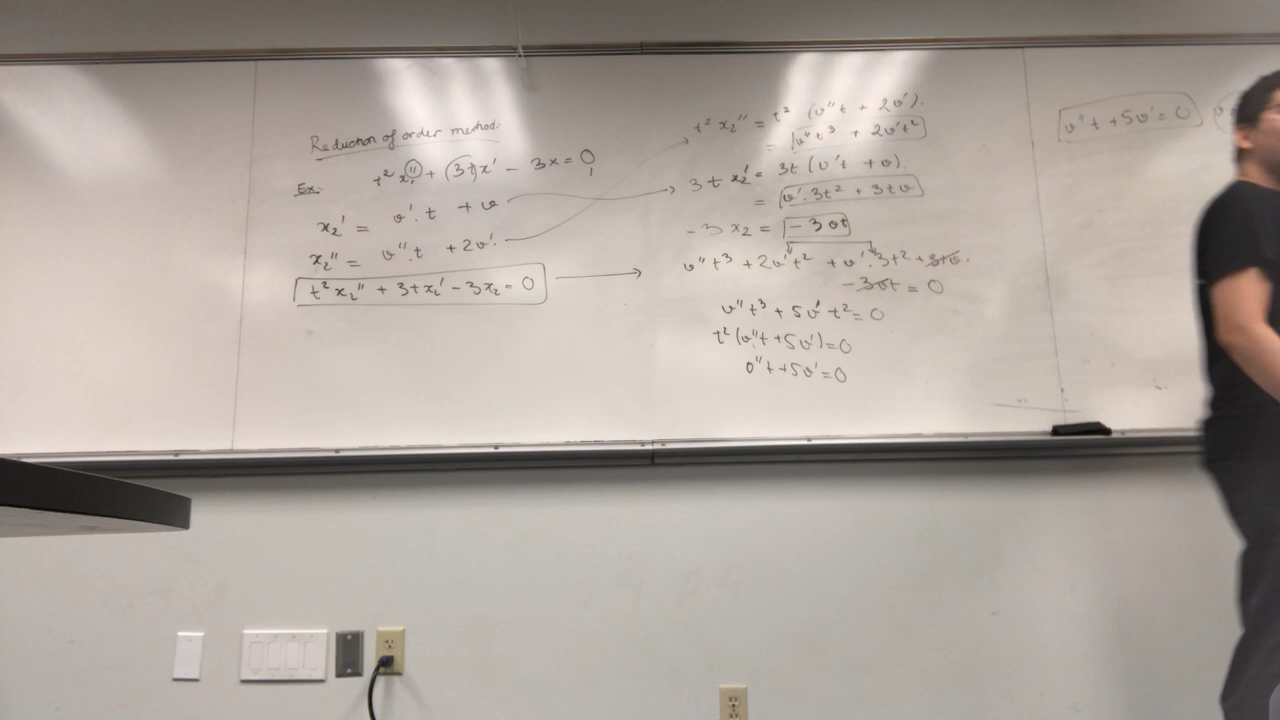 Reduction of order method:
Ex: t² x'' + (3t)x' - 3x = 0,
x₂' = v'.t + v
x₂'' = v''.t + 2v'.
t² x₂'' + 3t x₂' - 3x₂ = 0
t² x₂'' = t² (v''t + 2v').
= v''t³ + 2v't²
3t x₂' = 3t (v't + v).
= v'.3t² + 3tv
-3 x₂ = -3vt
v''t³ + 2v't² + v'.3t² + 3tv.
-3vt = 0
v''t³ + 5v't² = 0
t²(v''t + 5v') = 0
v''t + 5v' = 0
v''t + 5v' = 0